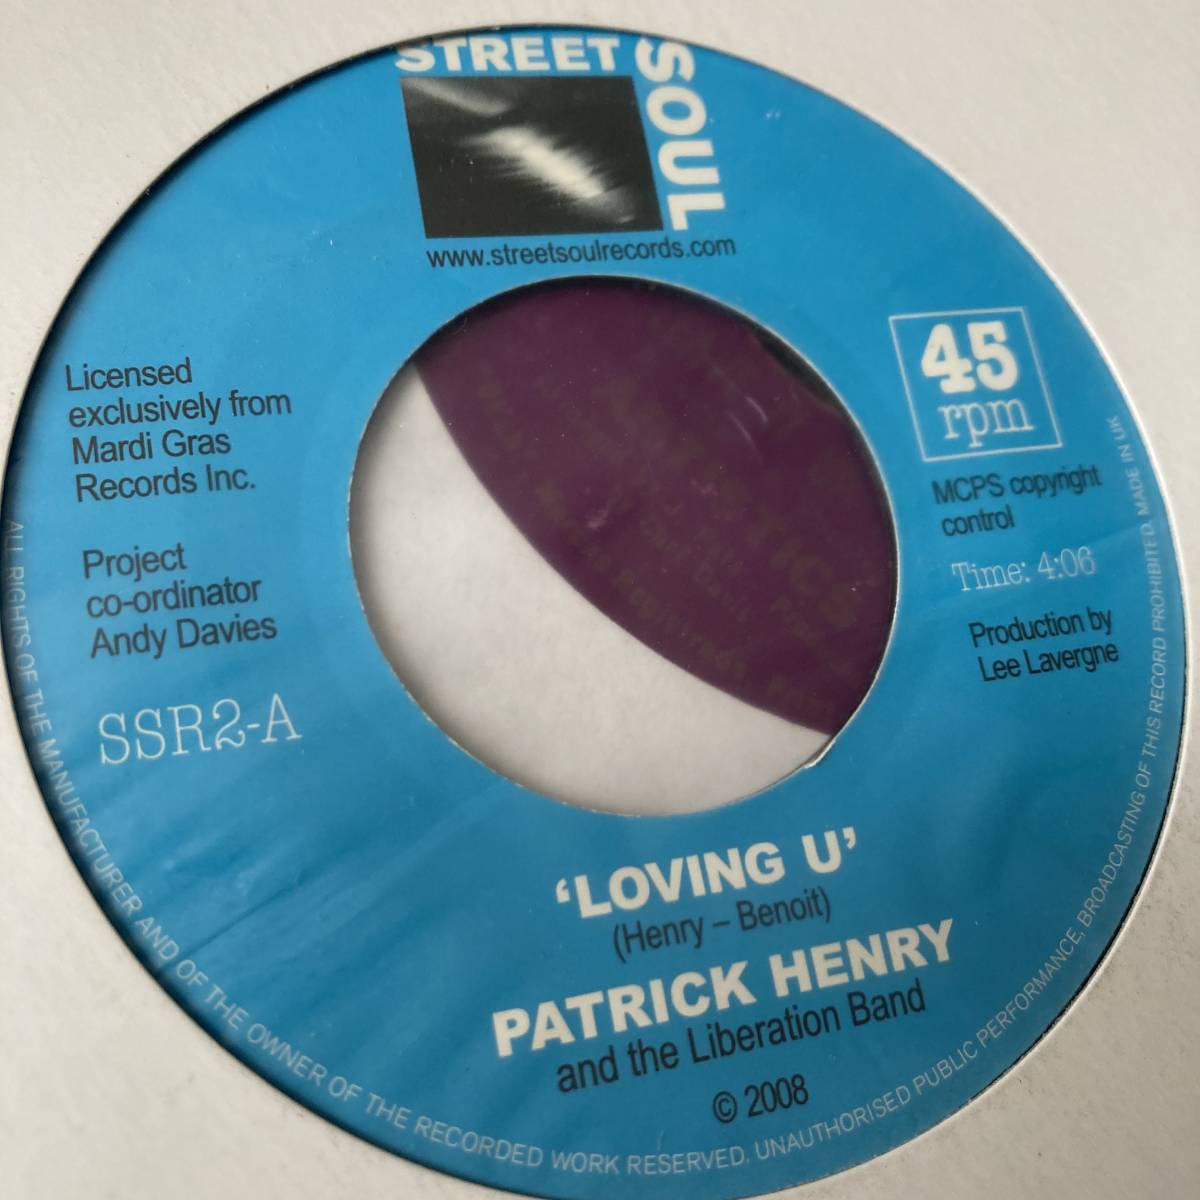 STREET
SOUL
www.streetsoulrecords.com
Licensed
exclusively from
Mardi Gras
Records Inc.
Project
co-ordinator
Andy Davies
SSR2-A
45
rpm
MCPS copyright
control
Time: 4:06
Production by
Lee Lavergne
‘LOVING U’
(Henry – Benoit)
PATRICK HENRY
and the Liberation Band
© 2008
ALL RIGHTS OF THE MANUFACTURER AND OF THE OWNER OF THE RECORDED WORK RESERVED. UNAUTHORISED PUBLIC PERFORMANCE, BROADCASTING OF THIS RECORD PROHIBITED. MADE IN UK